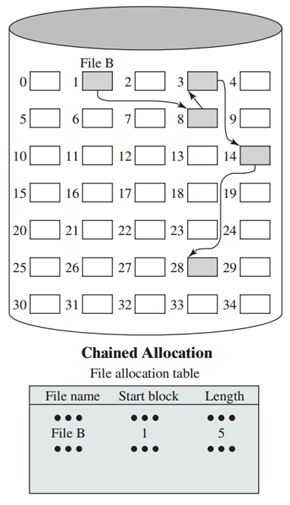 File B
0 1 2 3 4
5 6 7 8 9
10 11 12 13 14
15 16 17 18 19
20 21 22 23 24
25 26 27 28 29
30 31 32 33 34
Chained Allocation
File allocation table
File name Start block Length
••• ••• •••
File B 1 5
••• ••• •••